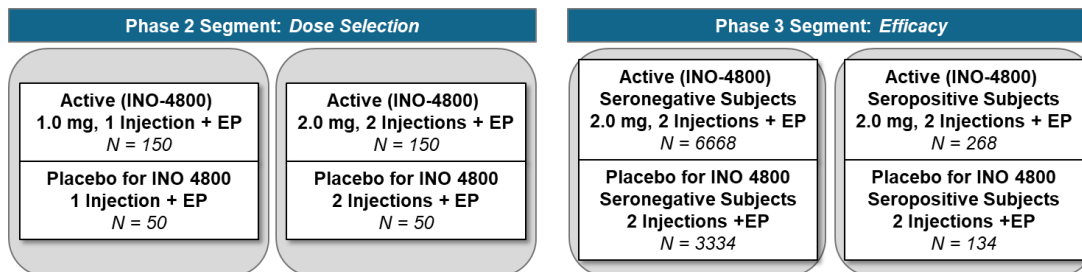 Phase 2 Segment: Dose Selection
Active (INO-4800)
1.0 mg, 1 Injection + EP
N = 150
Placebo for INO 4800
1 Injection + EP
N = 50
Active (INO-4800)
2.0 mg, 2 Injections + EP
N = 150
Placebo for INO 4800
2 Injections + EP
N = 50
Phase 3 Segment: Efficacy
Active (INO-4800)
Seronegative Subjects
2.0 mg, 2 Injections + EP
N = 6668
Placebo for INO 4800
Seronegative Subjects
2 Injections +EP
N = 3334
Active (INO-4800)
Seropositive Subjects
2.0 mg, 2 Injections + EP
N = 268
Placebo for INO 4800
Seropositive Subjects
2 Injections +EP
N = 134